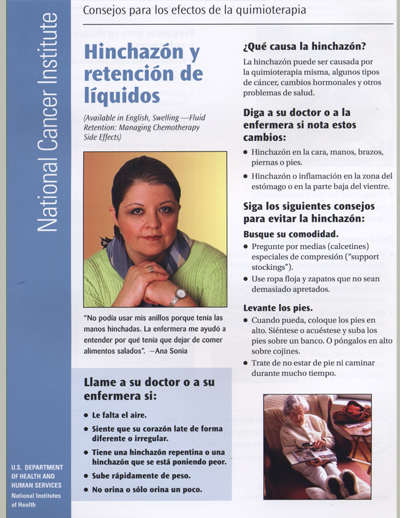 Consejos para los efectos de la quimioterapia
National Cancer Institute
Hinchazón y
retención de
líquidos
(Available in English, Swelling —Fluid
Retention: Managing Chemotherapy
Side Effects)
"No podía usar mis anillos porque tenía las
manos hinchadas. La enfermera me ayudó a
entender por qué tenía que dejar de comer
alimentos salados". —Ana Sonia
Llame a su doctor o a su
enfermera si:
● Le falta el aire.
● Siente que su corazón late de forma
diferente o irregular.
● Tiene una hinchazón repentina o una
hinchazón que se está poniendo peor.
● Sube rápidamente de peso.
● No orina o sólo orina un poco.
¿Qué causa la hinchazón?
La hinchazón puede ser causada por
la quimioterapia misma, algunos tipos
de cáncer, cambios hormonales y otros
problemas de salud.
Diga a su doctor o a la
enfermera si nota estos
cambios:
● Hinchazón en la cara, manos, brazos,
piernas o pies.
● Hinchazón o inflamación en la zona del
estómago o en la parte baja del vientre.
Siga los siguientes consejos
para evitar la hinchazón:
Busque su comodidad.
● Pregunte por medias (calcetines)
especiales de compresión ("support
stockings").
● Use ropa floja y zapatos que no sean
demasiado apretados.
Levante los pies.
● Cuando pueda, coloque los pies en
alto. Siéntese o acuéstese y suba los
pies sobre un banco. O póngalos en alto
sobre cojines.
● Trate de no estar de pie ni caminar
durante mucho tiempo.
U.S. DEPARTMENT
OF HEALTH AND
HUMAN SERVICES
National Institutes
of Health